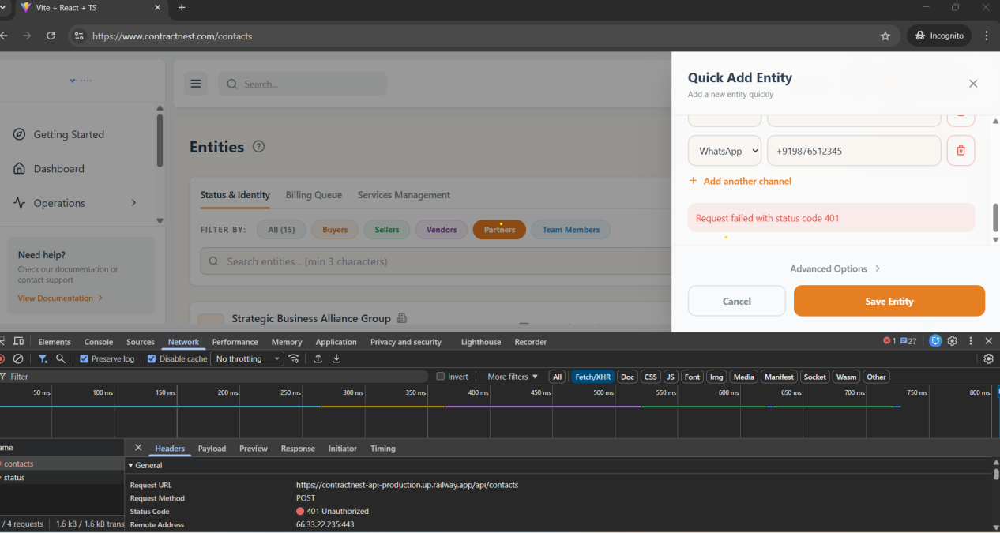 Vite + React + TS
https://www.contractnest.com/contacts
Incognito
Search...
Getting Started
Dashboard
Operations
Need help?
Check our documentation or
contact support
View Documentation
Entities
Status & Identity Billing Queue Services Management
FILTER BY: All (15) Buyers Sellers Vendors Partners Team Members
Search entities... (min 3 characters)
Strategic Business Alliance Group
Quick Add Entity
Add a new entity quickly
WhatsApp +919876512345
+ Add another channel
Request failed with status code 401
Advanced Options
Cancel Save Entity
Elements Console Sources Network Performance Memory Application Privacy and security Lighthouse Recorder 1 27
Preserve log Disable cache No throttling
Filter Invert More filters All Fetch/XHR Doc CSS JS Font Img Media Manifest Socket Wasm Other
50 ms 100 ms 150 ms 200 ms 250 ms 300 ms 350 ms 400 ms 450 ms 500 ms 550 ms 600 ms 650 ms 700 ms 750 ms 800 ms
ame Headers Payload Preview Response Initiator Timing
contacts
status
General
Request URL https://contractnest-api-production.up.railway.app/api/contacts
Request Method POST
Status Code 401 Unauthorized
Remote Address 66.33.22.235:443
/ 4 requests 1.6 kB / 1.6 kB trans